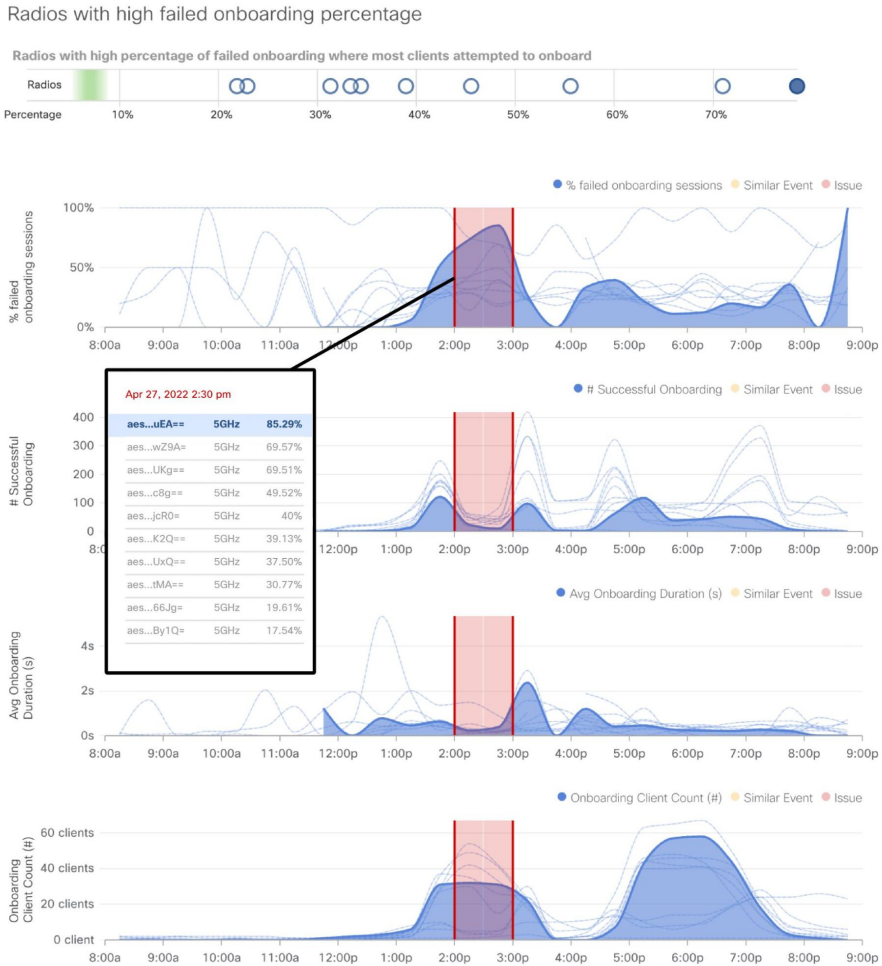 Radios with high failed onboarding percentage
Radios with high percentage of failed onboarding where most clients attempted to onboard
Radios
Percentage 10% 20% 30% 40% 50% 60% 70%
% failed onboarding sessions Similar Event Issue
% failed
onboarding sessions
100%
50%
0%
8:00a 9:00a 10:00a 11:00a 12:00p 1:00p 2:00p 3:00p 4:00p 5:00p 6:00p 7:00p 8:00p 9:00p
Apr 27, 2022 2:30 pm
aes...uEA== 5GHz 85.29%
aes...wZ9A= 5GHz 69.57%
aes...UKg== 5GHz 69.51%
aes...c8g== 5GHz 49.52%
aes...jcR0= 5GHz 40%
aes...K2Q== 5GHz 39.13%
aes...UxQ== 5GHz 37.50%
aes...tMA== 5GHz 30.77%
aes...66Jg= 5GHz 19.61%
aes...By1Q= 5GHz 17.54%
# Successful Onboarding Similar Event Issue
# Successful
Onboarding
400
300
200
100
0
8:0 12:00p 1:00p 2:00p 3:00p 4:00p 5:00p 6:00p 7:00p 8:00p 9:00p
Avg Onboarding Duration (s) Similar Event Issue
Avg Onboarding
Duration (s)
4s
2s
0s
8:00a 9:00a 10:00a 11:00a 12:00p 1:00p 2:00p 3:00p 4:00p 5:00p 6:00p 7:00p 8:00p 9:00p
Onboarding Client Count (#) Similar Event Issue
Onboarding
Client Count (#)
60 clients
40 clients
20 clients
0 client
8:00a 9:00a 10:00a 11:00a 12:00p 1:00p 2:00p 3:00p 4:00p 5:00p 6:00p 7:00p 8:00p 9:00p